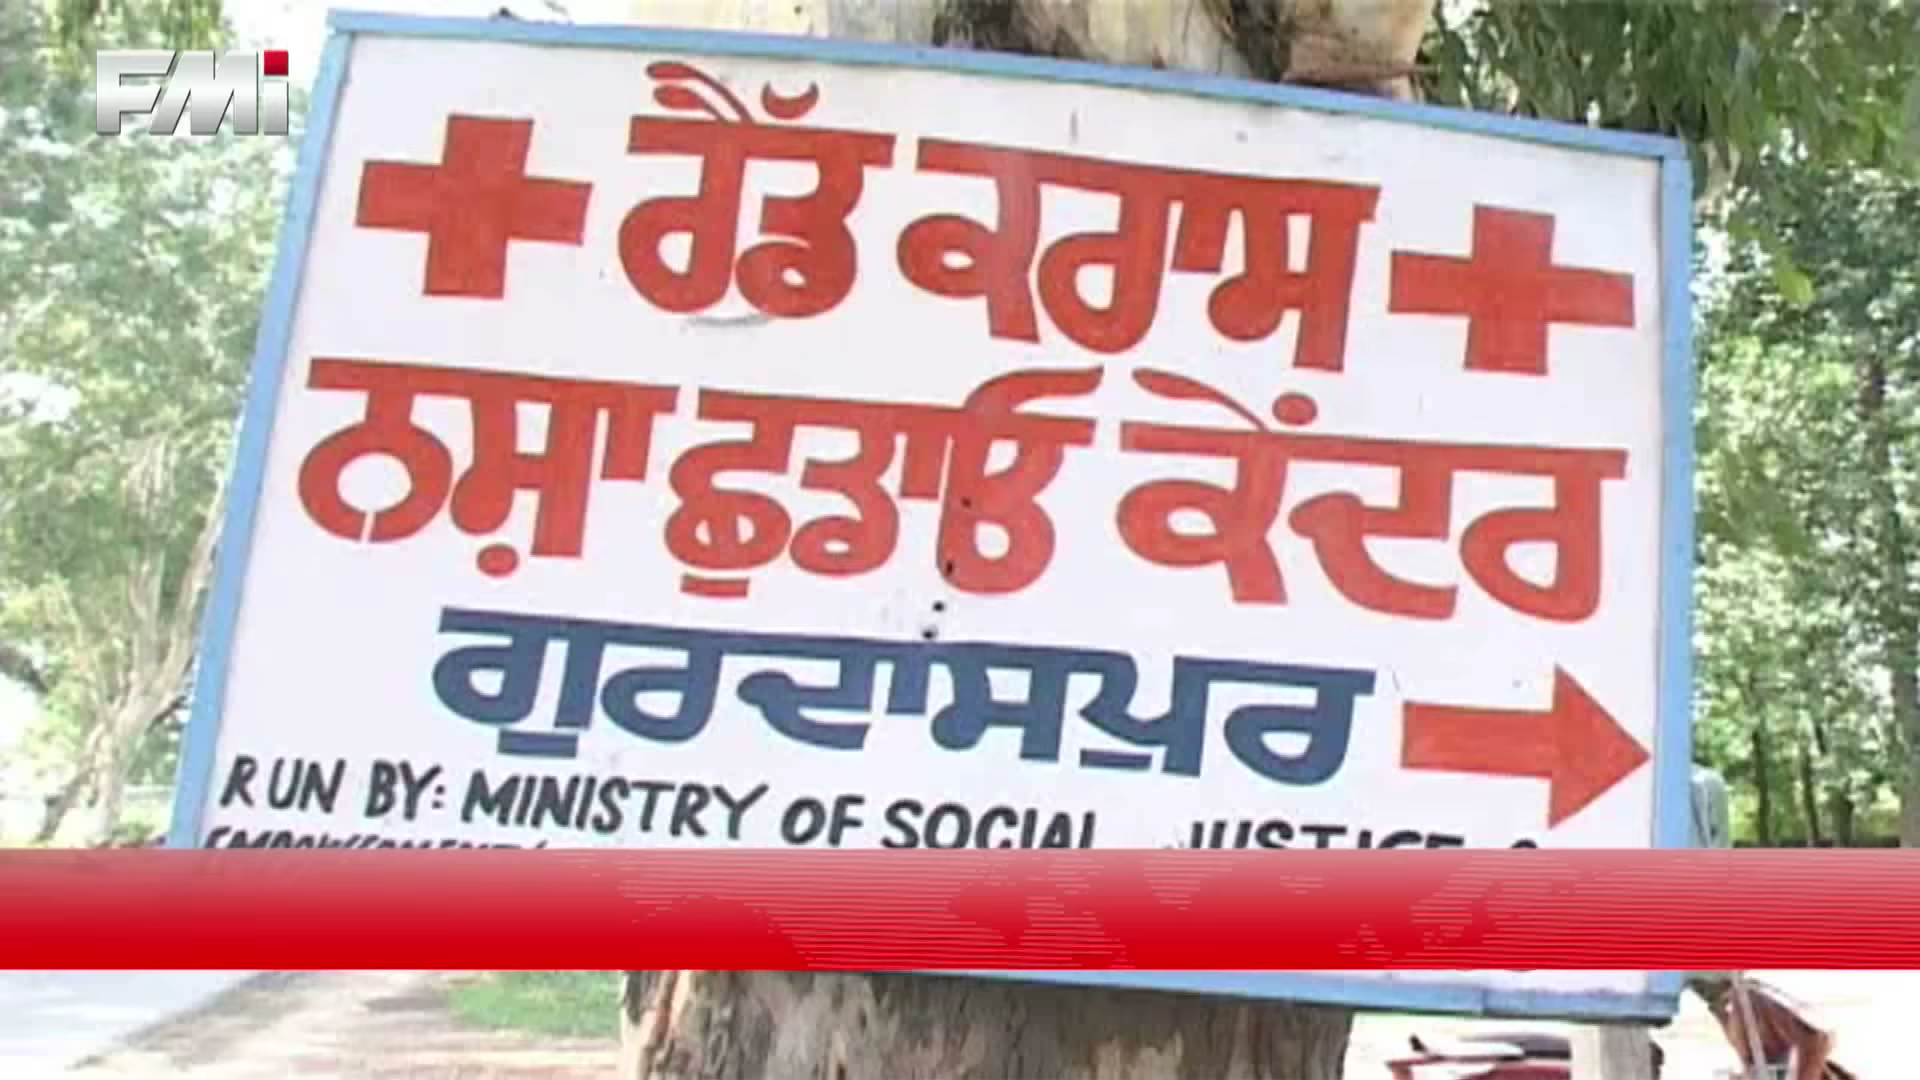 FMi
ਰੈੱਡ ਕਰਾਸ
ਨਸ਼ਾ ਛੁਡਾਓ ਕੇਂਦਰ
ਗੁਰਦਾਸਪੁਰ
RUN BY: MINISTRY OF SOCIAL JUSTICE &